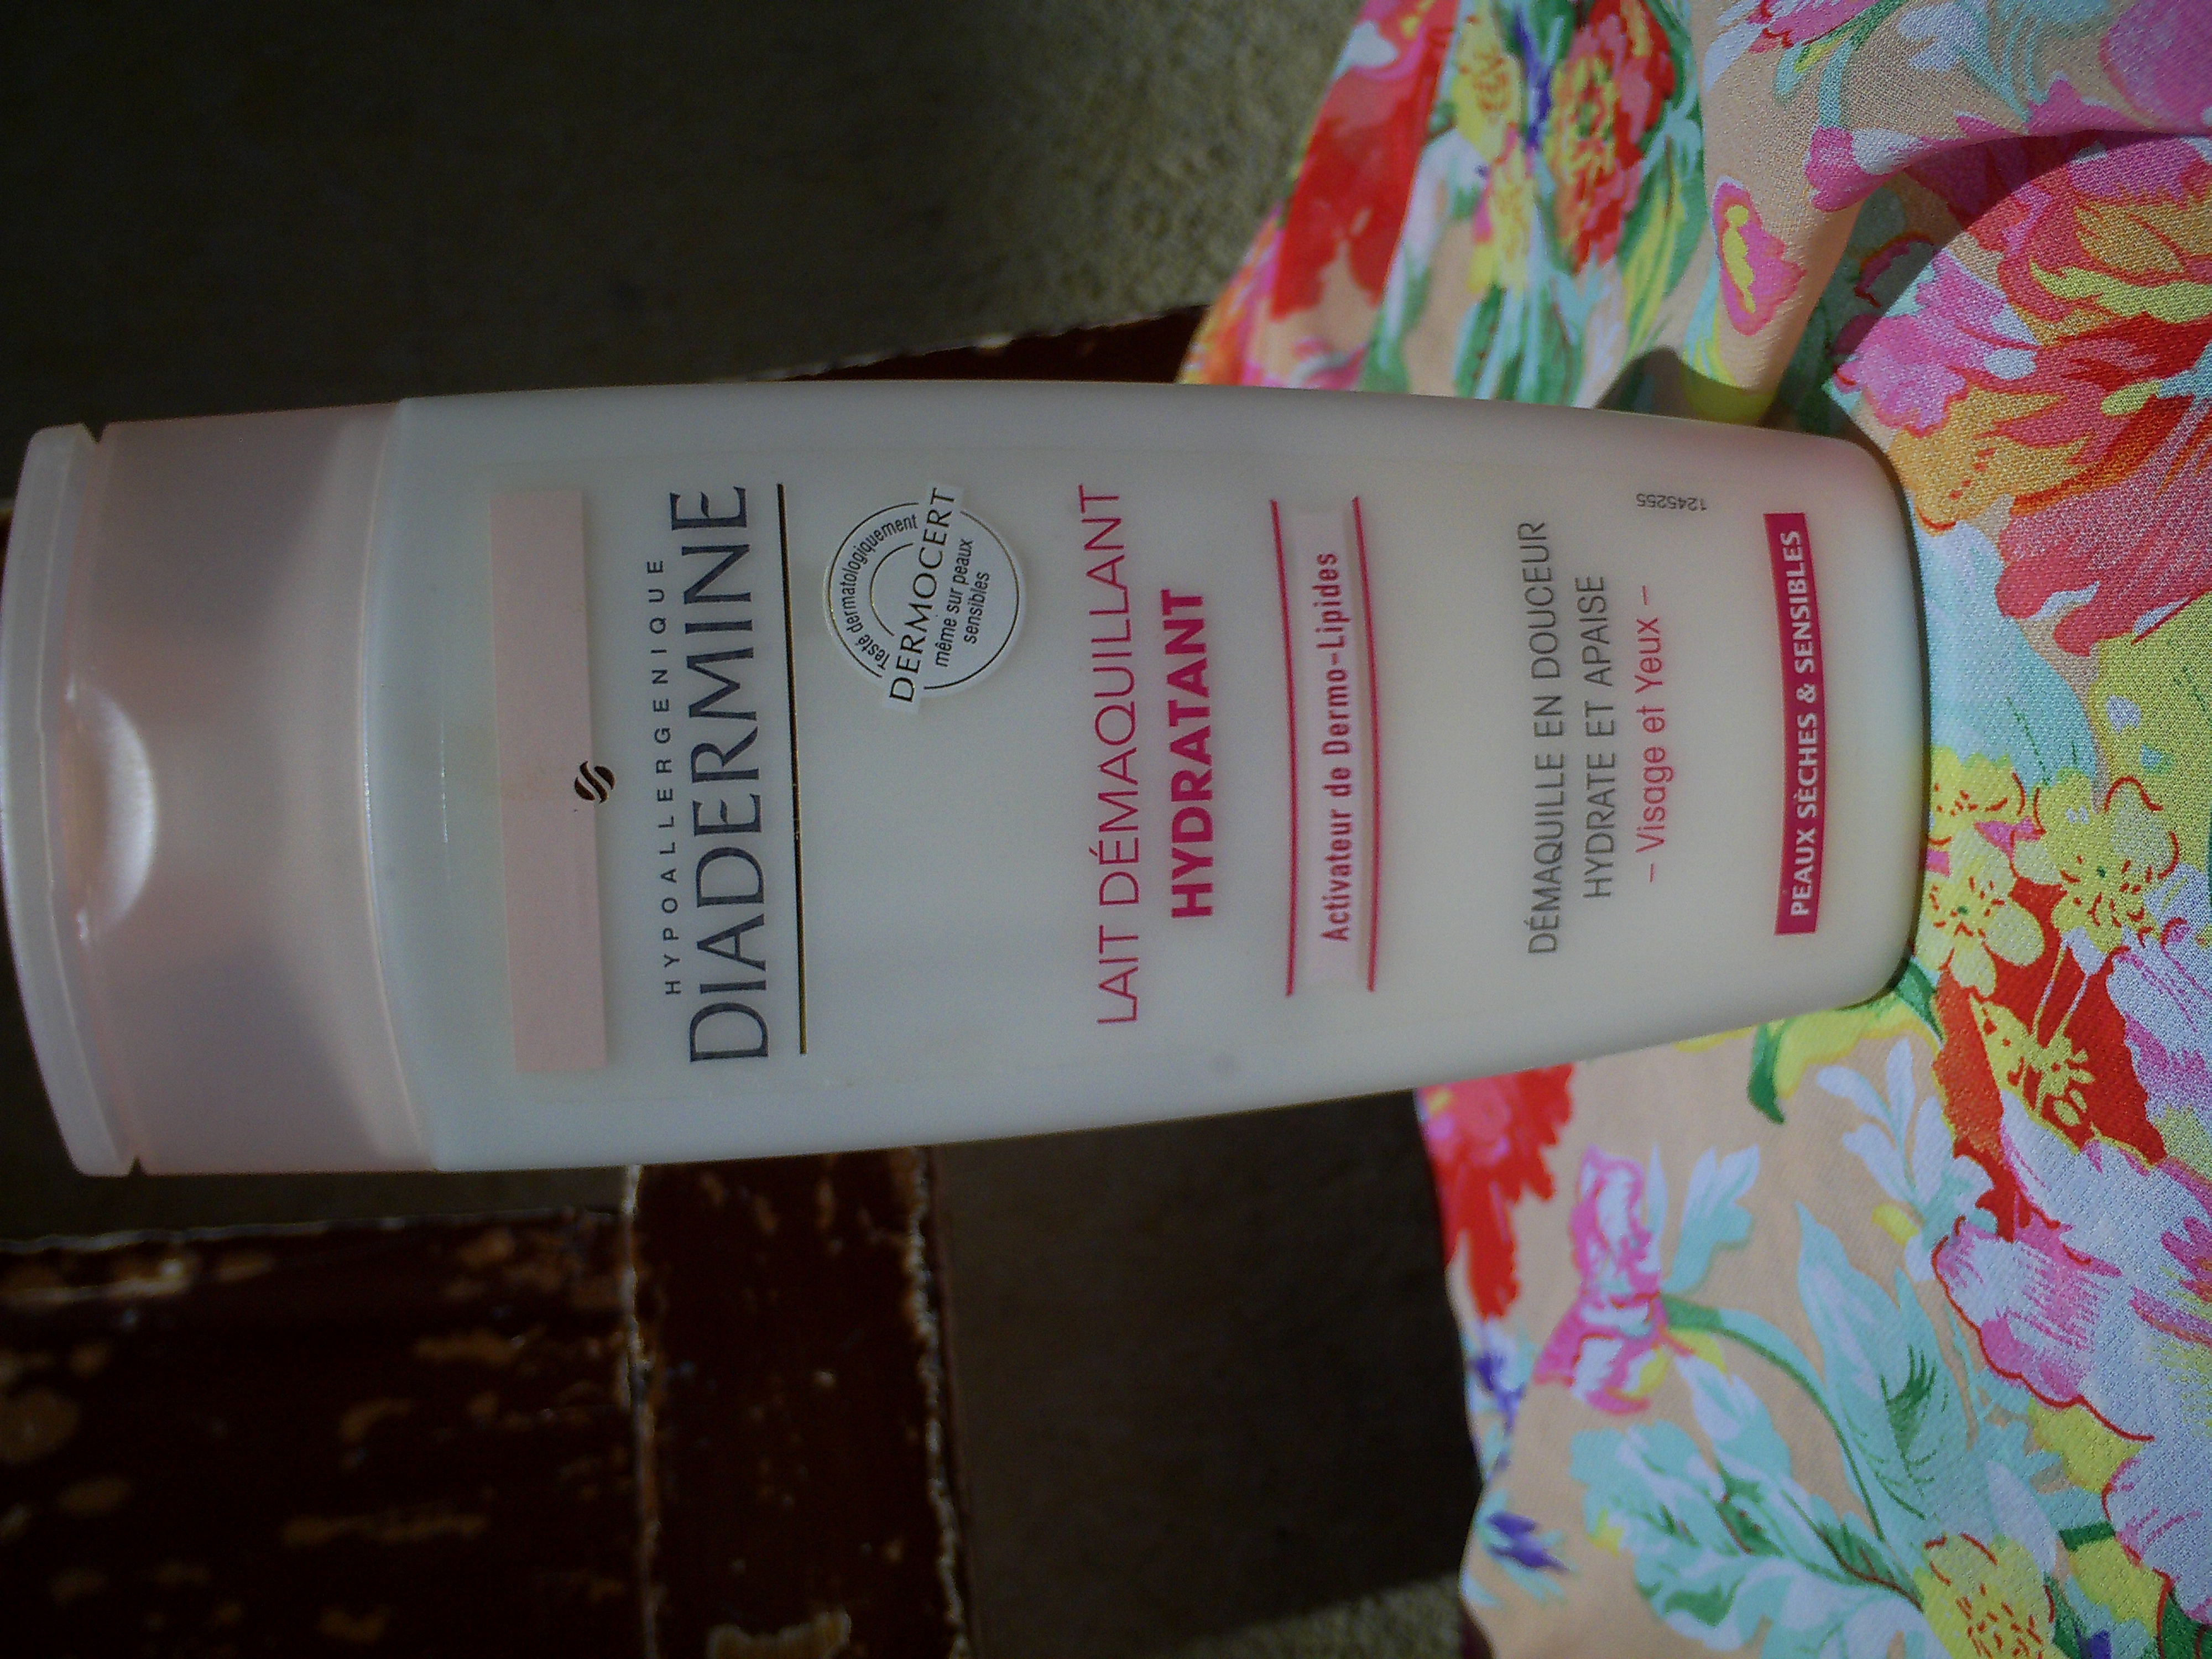 HYPOALLERGENIQUE
DIADERMINE
Testé dermatologiquement
DERMOCERT
même sur peaux
sensibles
LAIT DÉMAQUILLANT
HYDRATANT
Activateur de Dermo-Lipides
DÉMAQUILLE EN DOUCEUR
HYDRATE ET APAISE
– Visage et Yeux –
1245255
PEAUX SÈCHES & SENSIBLES